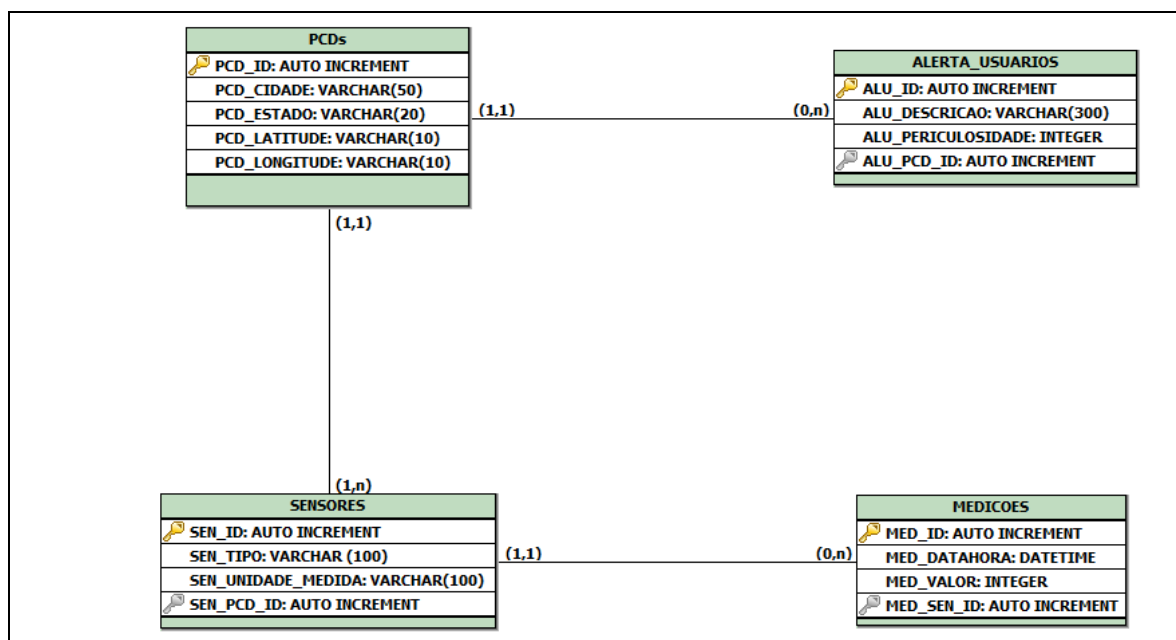 PCDs
PCD_ID: AUTO INCREMENT
PCD_CIDADE: VARCHAR(50)
PCD_ESTADO: VARCHAR(20)
PCD_LATITUDE: VARCHAR(10)
PCD_LONGITUDE: VARCHAR(10)
(1,1)
(0,n)
ALERTA_USUARIOS
ALU_ID: AUTO INCREMENT
ALU_DESCRICAO: VARCHAR(300)
ALU_PERICULOSIDADE: INTEGER
ALU_PCD_ID: AUTO INCREMENT
(1,1)
(1,n)
SENSORES
SEN_ID: AUTO INCREMENT
SEN_TIPO: VARCHAR (100)
SEN_UNIDADE_MEDIDA: VARCHAR(100)
SEN_PCD_ID: AUTO INCREMENT
(1,1)
(0,n)
MEDICOES
MED_ID: AUTO INCREMENT
MED_DATAHORA: DATETIME
MED_VALOR: INTEGER
MED_SEN_ID: AUTO INCREMENT